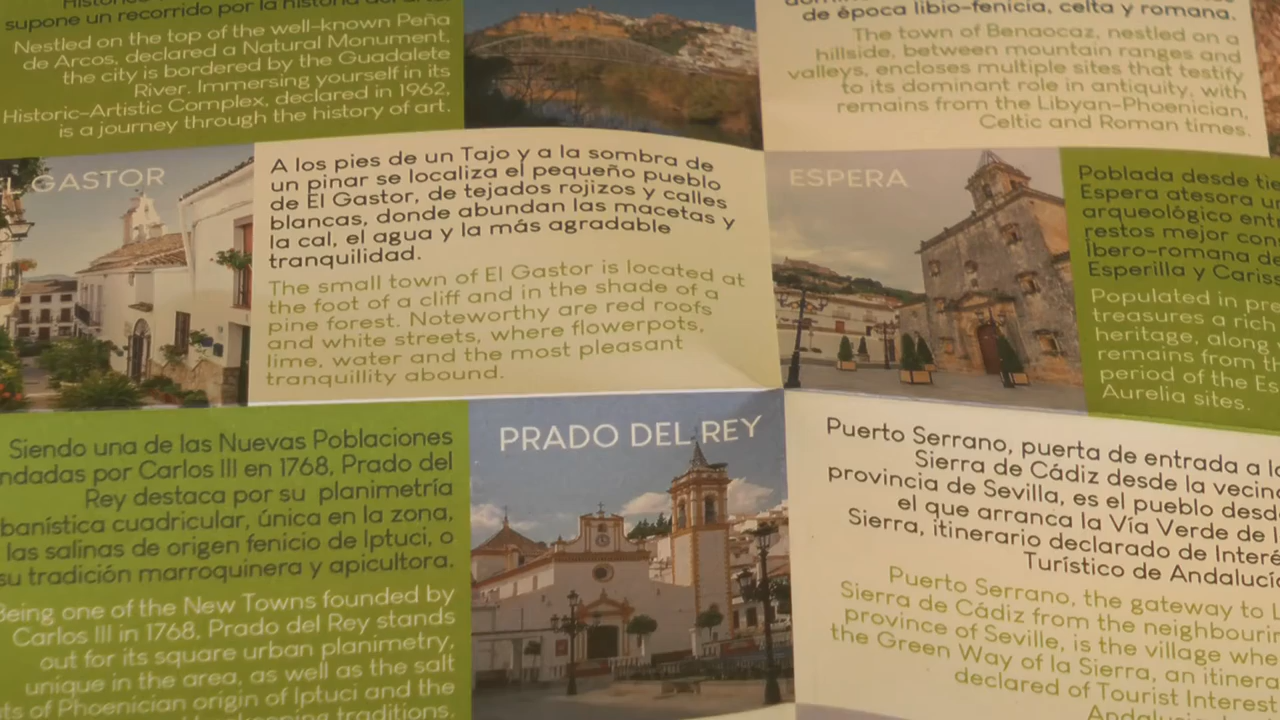 supone un recorrido por la historia del arte.
Nestled on the top of the well-known Peña
de Arcos, declared a Natural Monument,
the city is bordered by the Guadalete
River. Immersing yourself in its
Historic-Artistic Complex, declared in 1962,
is a journey through the history of art.
de época libio-fenicia, celta y romana.
The town of Benaocaz, nestled on a
hillside, between mountain ranges and
valleys, encloses multiple sites that testify
to its dominant role in antiquity, with
remains from the Libyan-Phoenician,
Celtic and Roman times.
EL GASTOR
A los pies de un Tajo y a la sombra de
un pinar se localiza el pequeño pueblo
de El Gastor, de tejados rojizos y calles
blancas, donde abundan las macetas y
la cal, el agua y la más agradable
tranquilidad.
The small town of El Gastor is located at
the foot of a cliff and in the shade of a
pine forest. Noteworthy are red roofs
and white streets, where flowerpots,
lime, water and the most pleasant
tranquillity abound.
ESPERA
Poblada desde
Espera atesora
arqueológico
restos mejor
Íbero-romana de
Esperilla y
Populated in
treasures a rich
heritage, along
remains from
period of the
Aurelia sites.
Siendo una de las Nuevas Poblaciones
ndadas por Carlos III en 1768, Prado del
Rey destaca por su planimetría
banística cuadricular, única en la zona,
las salinas de origen fenicio de Iptuci, o
su tradición marroquinera y apicultora.
Being one of the New Towns founded by
Carlos III in 1768, Prado del Rey stands
out for its square urban planimetry,
unique in the area, as well as the salt
ts of Phoenician origin of Iptuci and the
traditions.
PRADO DEL REY
Puerto Serrano, puerta de entrada a la
Sierra de Cádiz desde la vecin
provincia de Sevilla, es el pueblo desd
el que arranca la Vía Verde de l
Sierra, itinerario declarado de Interé
Turístico de Andalucí
Puerto Serrano, the gateway to
Sierra de Cádiz from the neighbourin
province of Seville, is the village whe
the Green Way of la Sierra, an itinera
declared of Tourist Interest